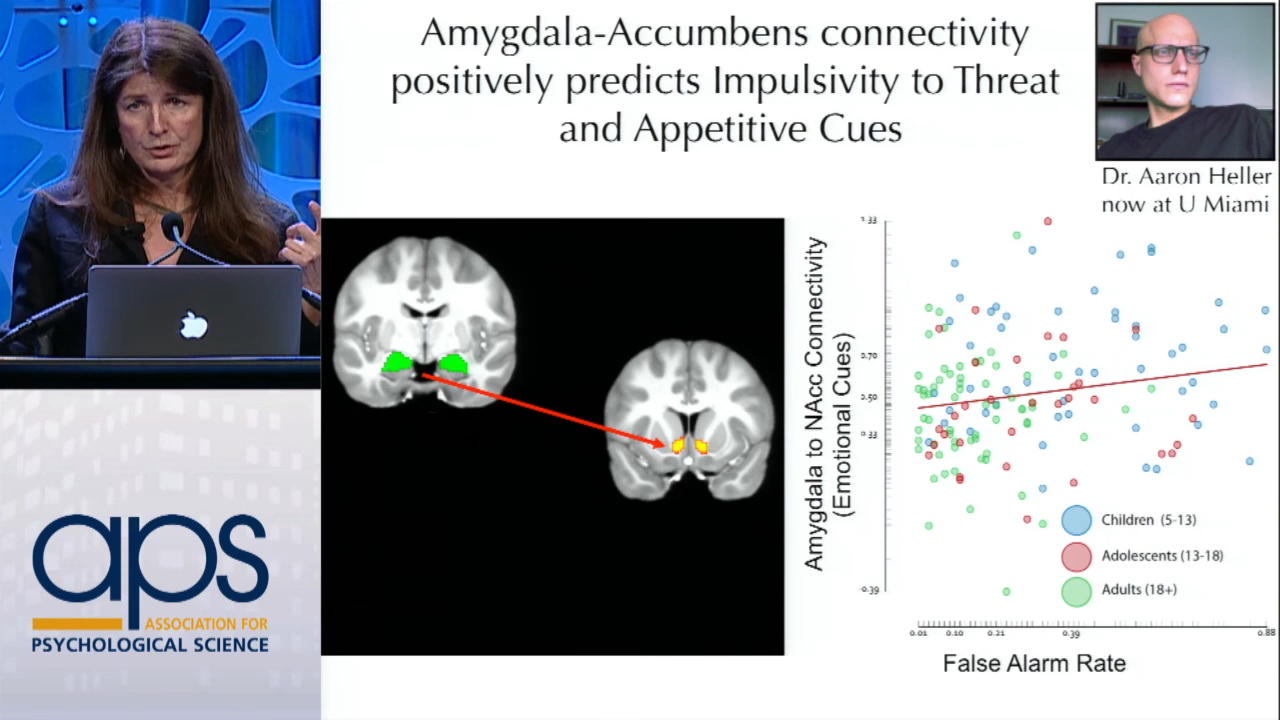 Amygdala-Accumbens connectivity
positively predicts Impulsivity to Threat
and Appetitive Cues
Dr. Aaron Heller
now at U Miami
Amygdala to NAcc Connectivity
(Emotional Cues)
1.33
0.70
0.50
0.33
-0.39
Children (5-13)
Adolescents (13-18)
Adults (18+)
0.01 0.10 0.21 0.39 0.88
False Alarm Rate
aps
ASSOCIATION FOR
PSYCHOLOGICAL SCIENCE